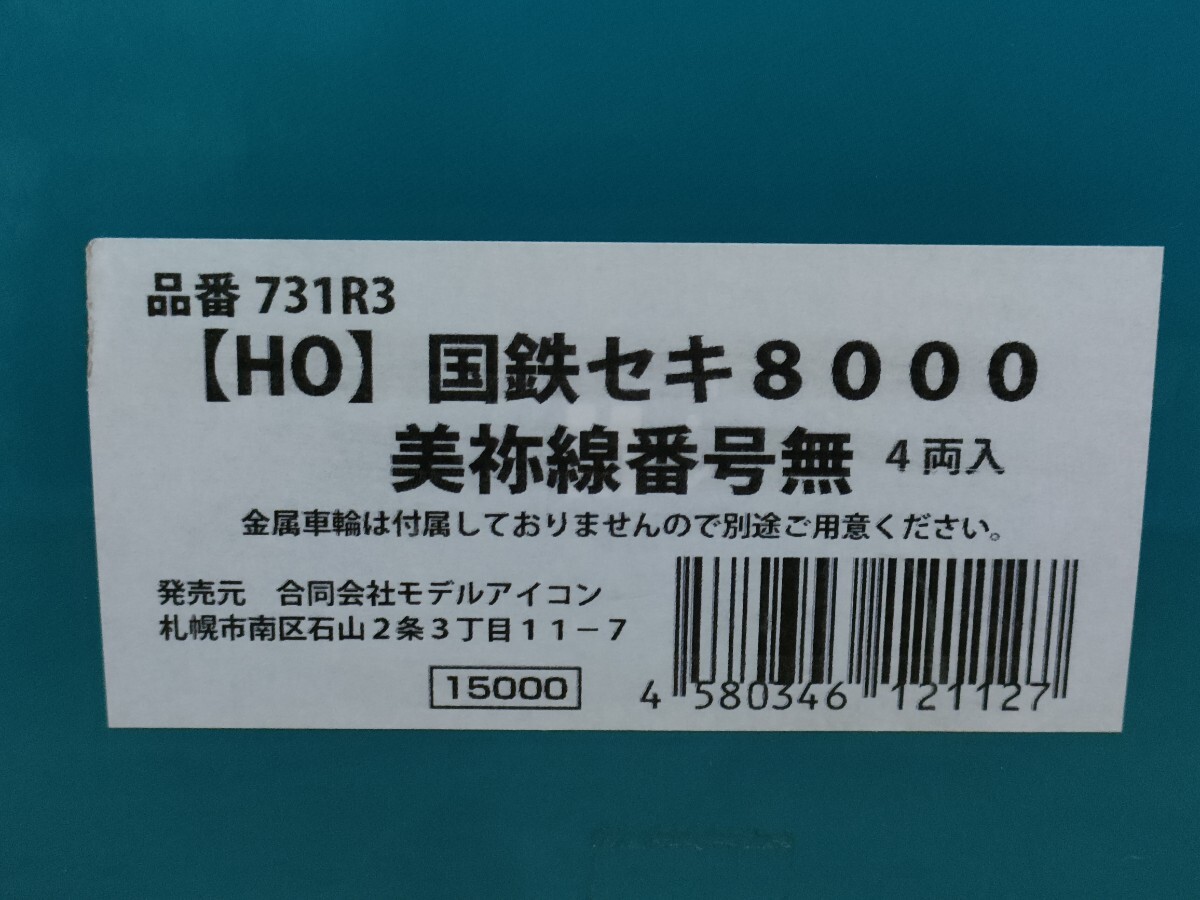 品番 731R3
【HO】 国鉄セキ８０００
美祢線番号無 4 両入
金属車輪は付属しておりませんので別途ご用意ください。
発売元　合同会社モデルアイコン
札幌市南区石山２条３丁目１１－７
15000
4 580346 121127